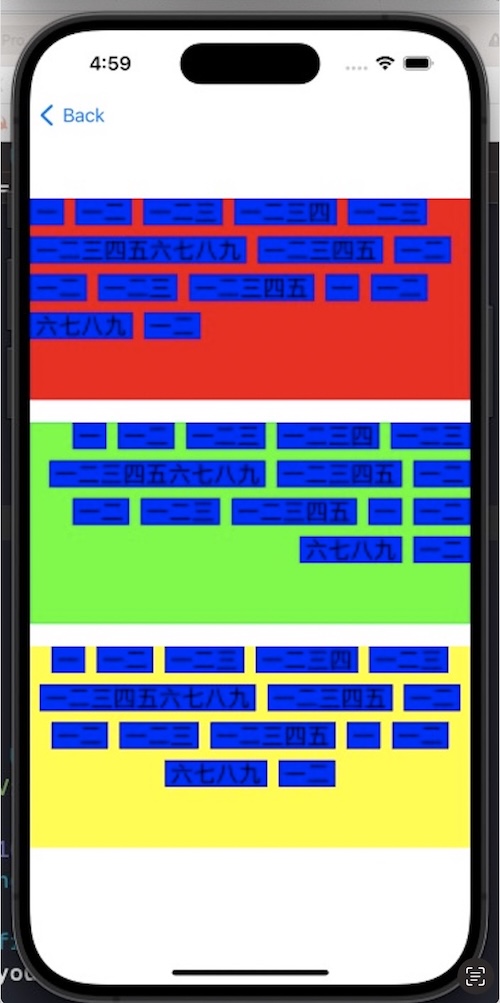 4:59
Back
一 一二 一二三 一二三四 一二三
一二三四五六七八九 一二三四五 一二
一二 一二三 一二三四五 一 一二
六七八九 一二
一 一二 一二三 一二三四 一二三
一二三四五六七八九 一二三四五 一二
一二 一二三 一二三四五 一 一二
六七八九 一二
一 一二 一二三 一二三四 一二三
一二三四五六七八九 一二三四五 一二
一二 一二三 一二三四五 一 一二
六七八九 一二